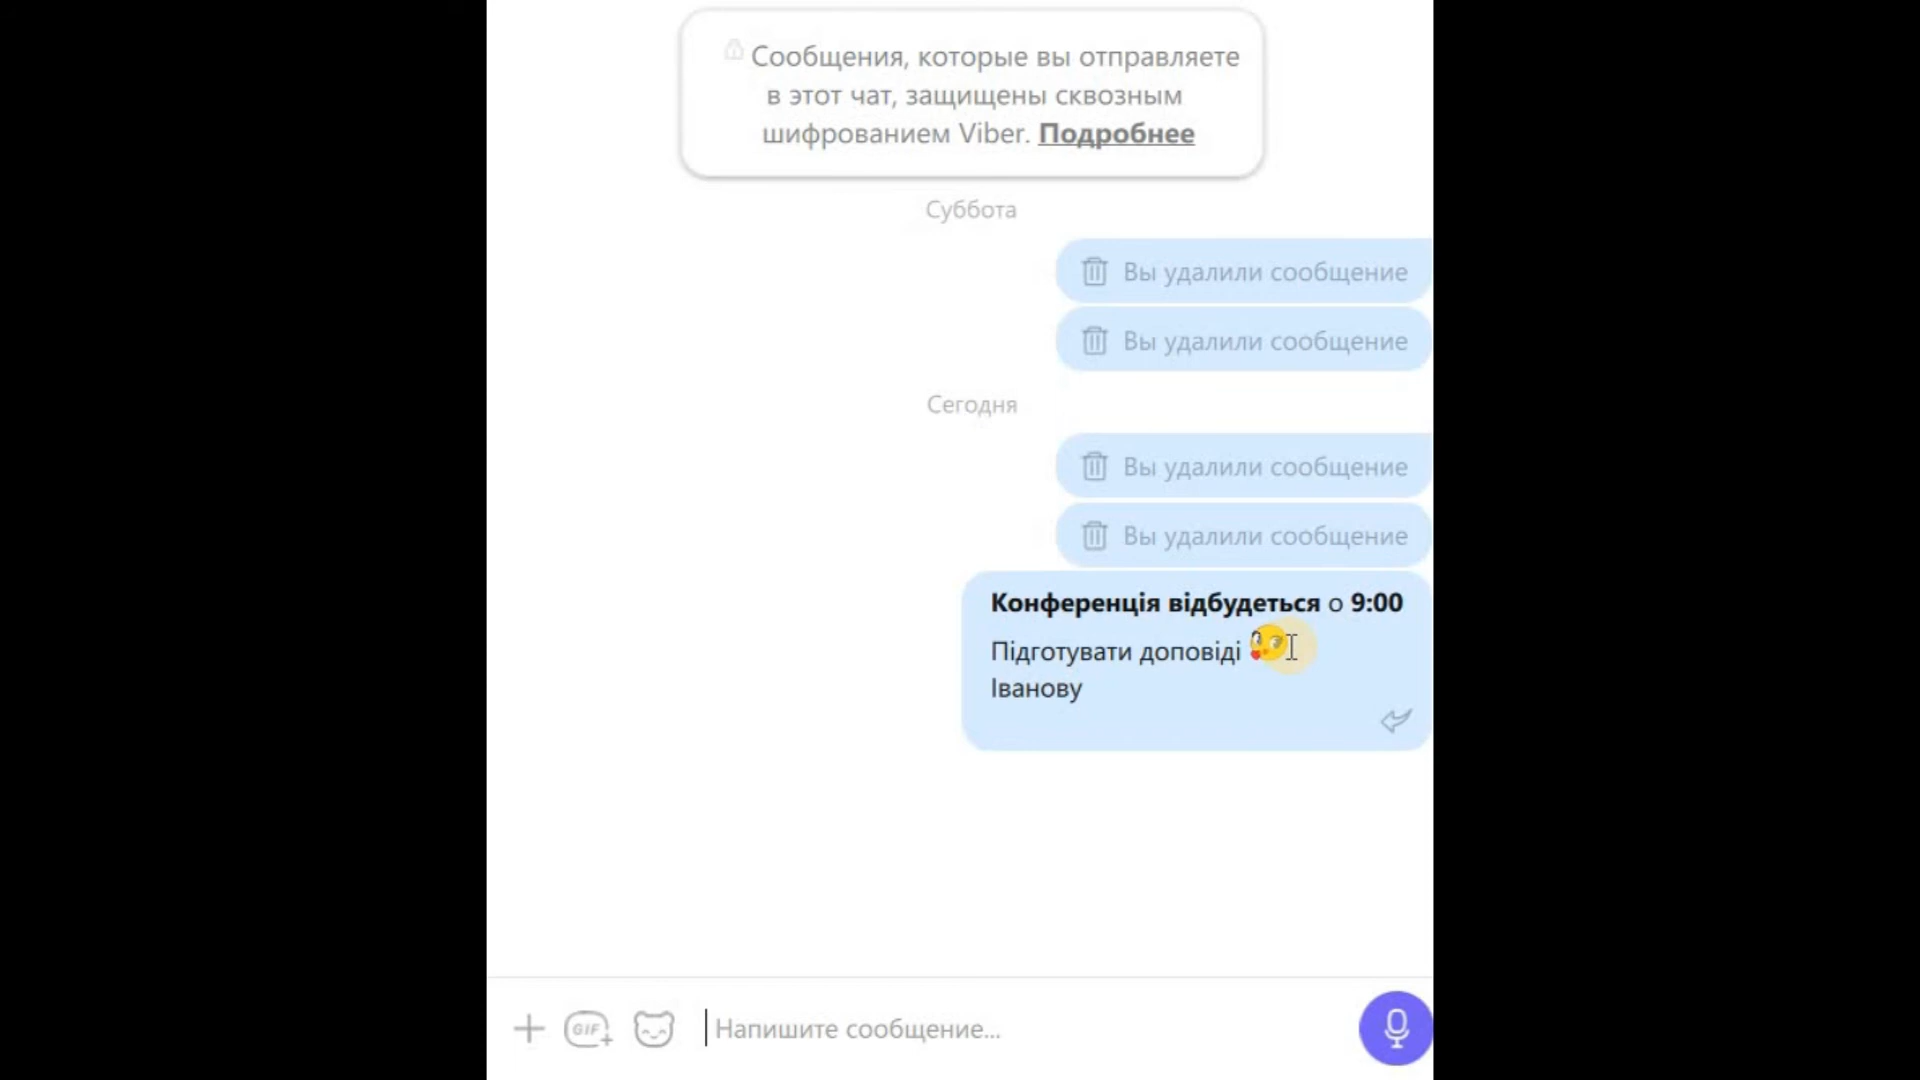 Сообщения, которые вы отправляете
в этот чат, защищены сквозным
шифрованием Viber. Подробнее
Суббота
Вы удалили сообщение
Вы удалили сообщение
Сегодня
Вы удалили сообщение
Вы удалили сообщение
Конференція відбудеться о 9:00
Підготувати доповіді
Іванову
GIF
Напишите сообщение...